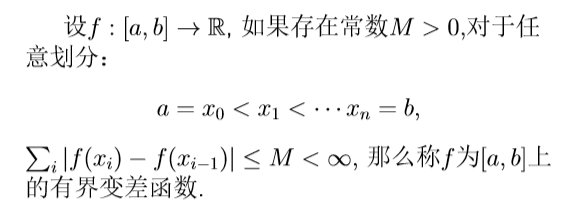 设f : [a, b] → ℝ, 如果存在常数M > 0,对于任
意划分：
a = x₀ < x₁ < ⋯ xₙ = b,
∑ᵢ |f(xᵢ) − f(xᵢ₋₁)| ≤ M < ∞, 那么称f为[a, b]上
的有界变差函数.